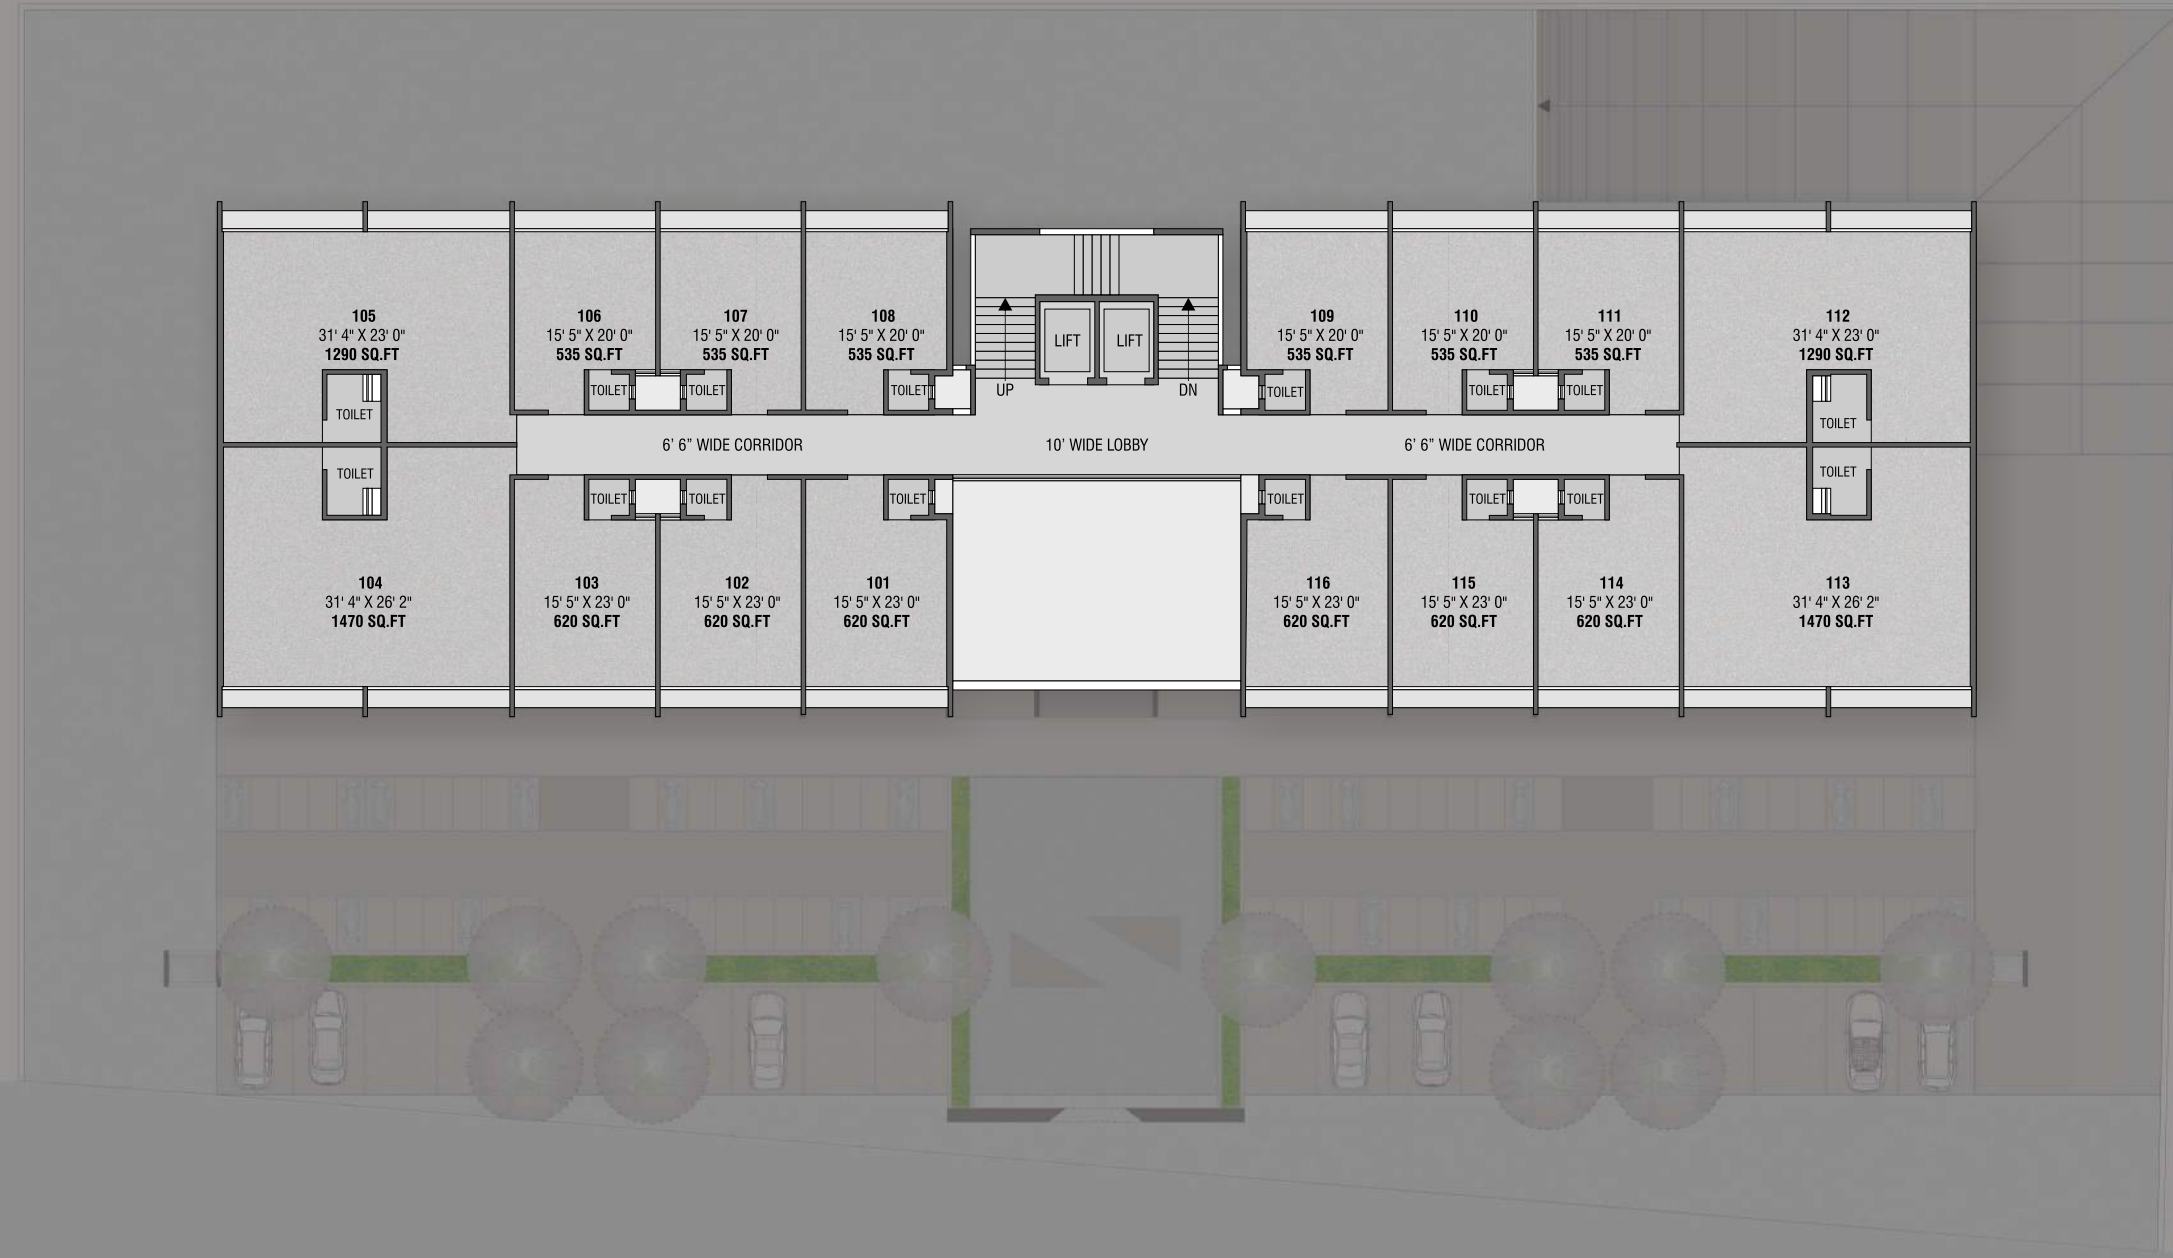 105
31' 4" X 23' 0"
1290 SQ.FT
TOILET
106
15' 5" X 20' 0"
535 SQ.FT
TOILET
107
15' 5" X 20' 0"
535 SQ.FT
TOILET
108
15' 5" X 20' 0"
535 SQ.FT
TOILET
LIFT
LIFT
UP
DN
109
15' 5" X 20' 0"
535 SQ.FT
TOILET
110
15' 5" X 20' 0"
535 SQ.FT
TOILET
111
15' 5" X 20' 0"
535 SQ.FT
TOILET
112
31' 4" X 23' 0"
1290 SQ.FT
TOILET
6' 6” WIDE CORRIDOR
10' WIDE LOBBY
6' 6” WIDE CORRIDOR
TOILET
104
31' 4" X 26' 2"
1470 SQ.FT
TOILET
103
15' 5" X 23' 0"
620 SQ.FT
TOILET
102
15' 5" X 23' 0"
620 SQ.FT
TOILET
101
15' 5" X 23' 0"
620 SQ.FT
TOILET
116
15' 5" X 23' 0"
620 SQ.FT
TOILET
115
15' 5" X 23' 0"
620 SQ.FT
TOILET
114
15' 5" X 23' 0"
620 SQ.FT
TOILET
113
31' 4" X 26' 2"
1470 SQ.FT